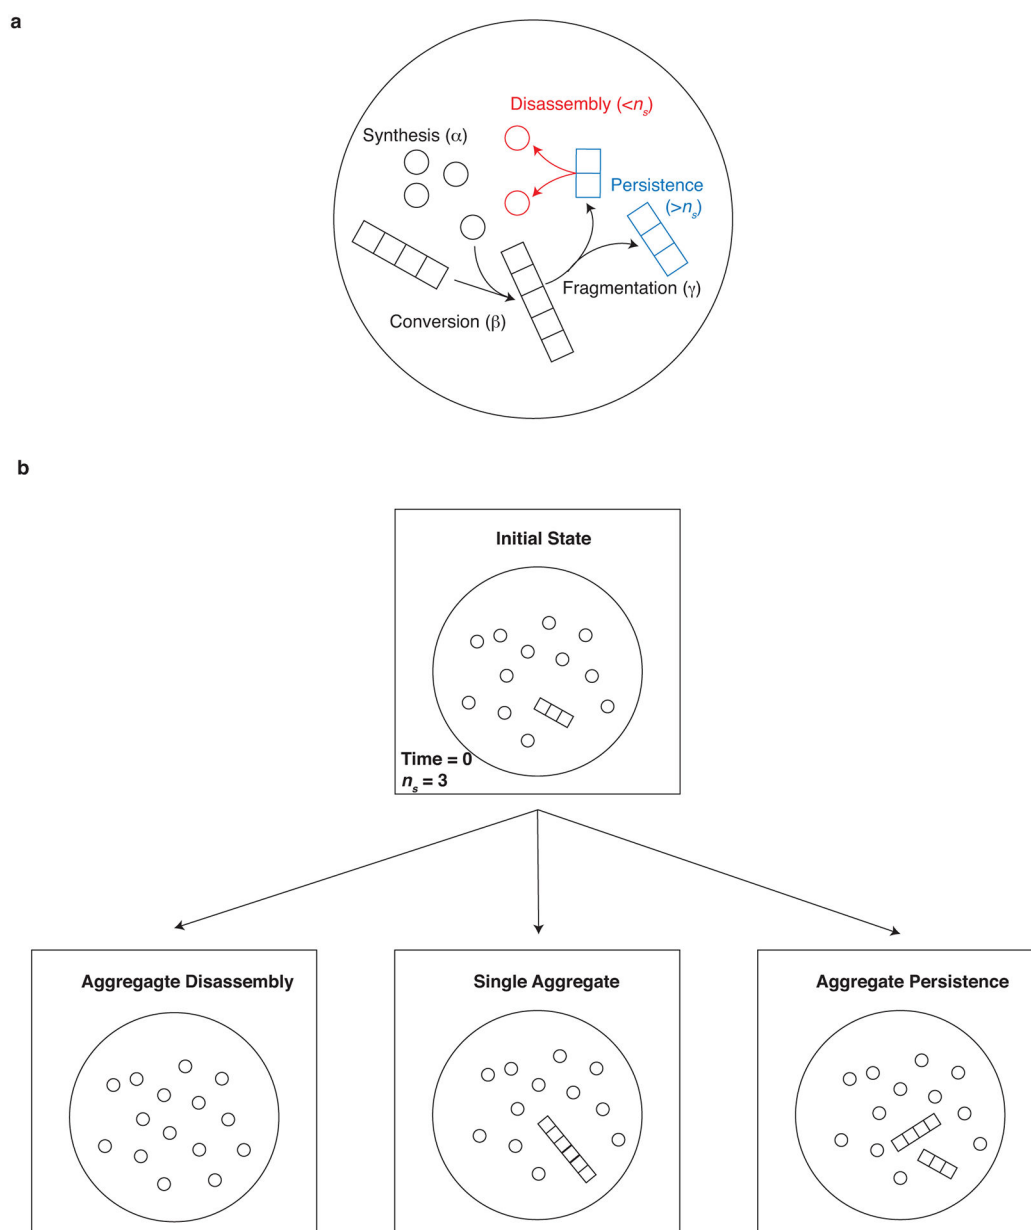 a
Disassembly (<nₛ)
Synthesis (α)
Persistence
(>nₛ)
Fragmentation (γ)
Conversion (β)
b
Initial State
Time = 0
nₛ = 3
Aggregagte Disassembly
Single Aggregate
Aggregate Persistence